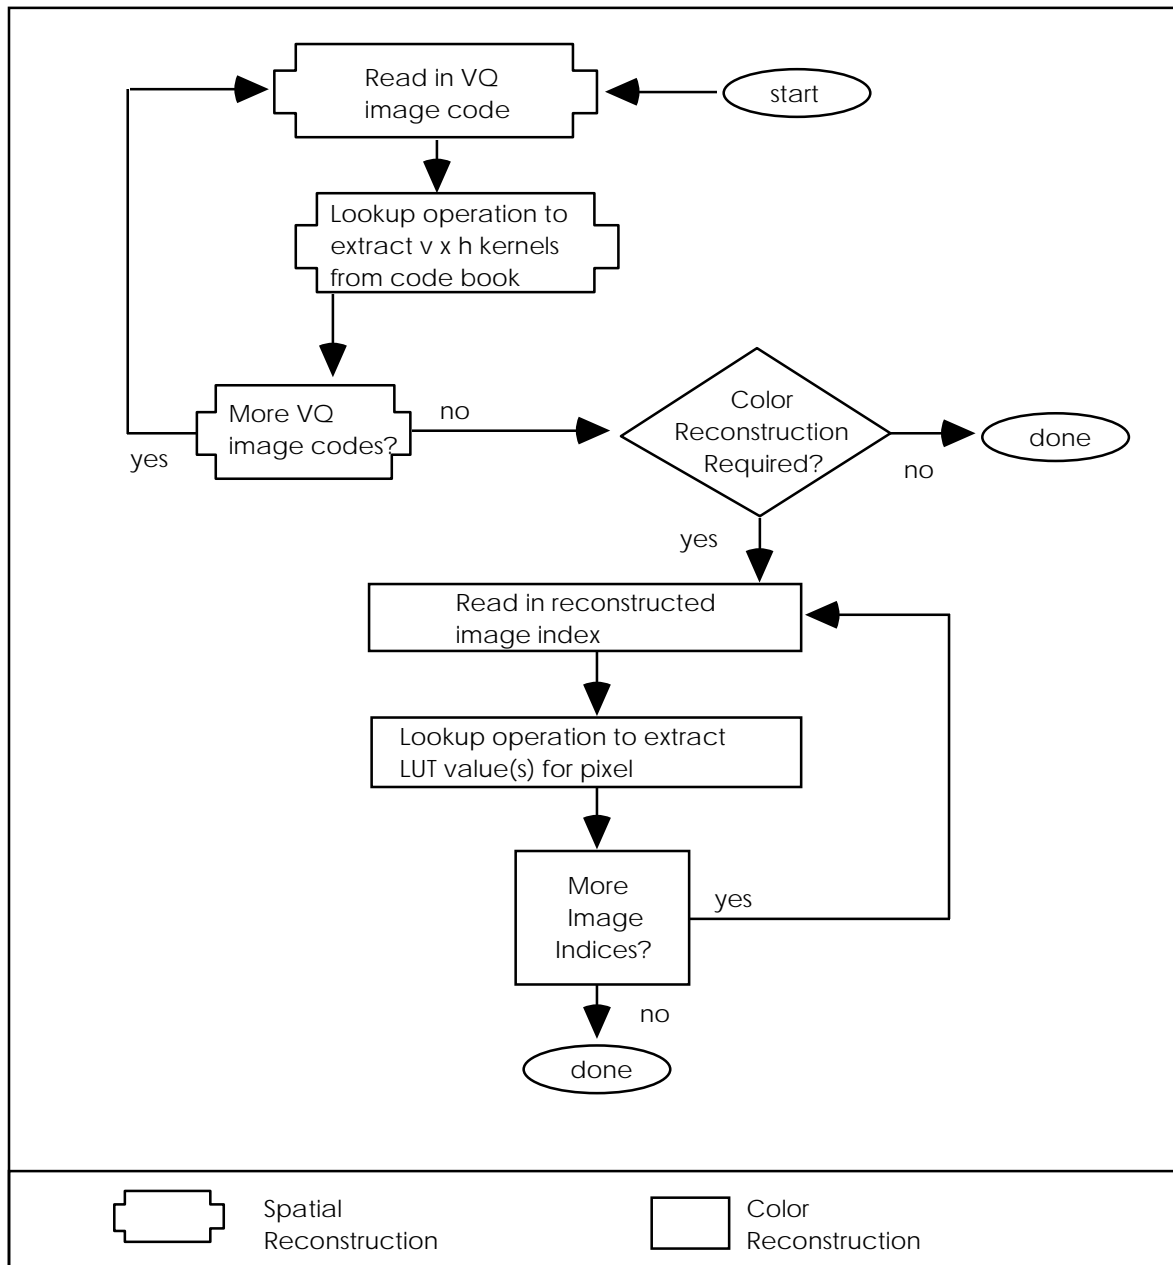 Read in VQ
image code
start
Lookup operation to
extract v x h kernels
from code book
More VQ
image codes?
no
yes
Color
Reconstruction
Required?
done
no
yes
Read in reconstructed
image index
Lookup operation to extract
LUT value(s) for pixel
More
Image
Indices?
yes
no
done
Spatial
Reconstruction
Color
Reconstruction